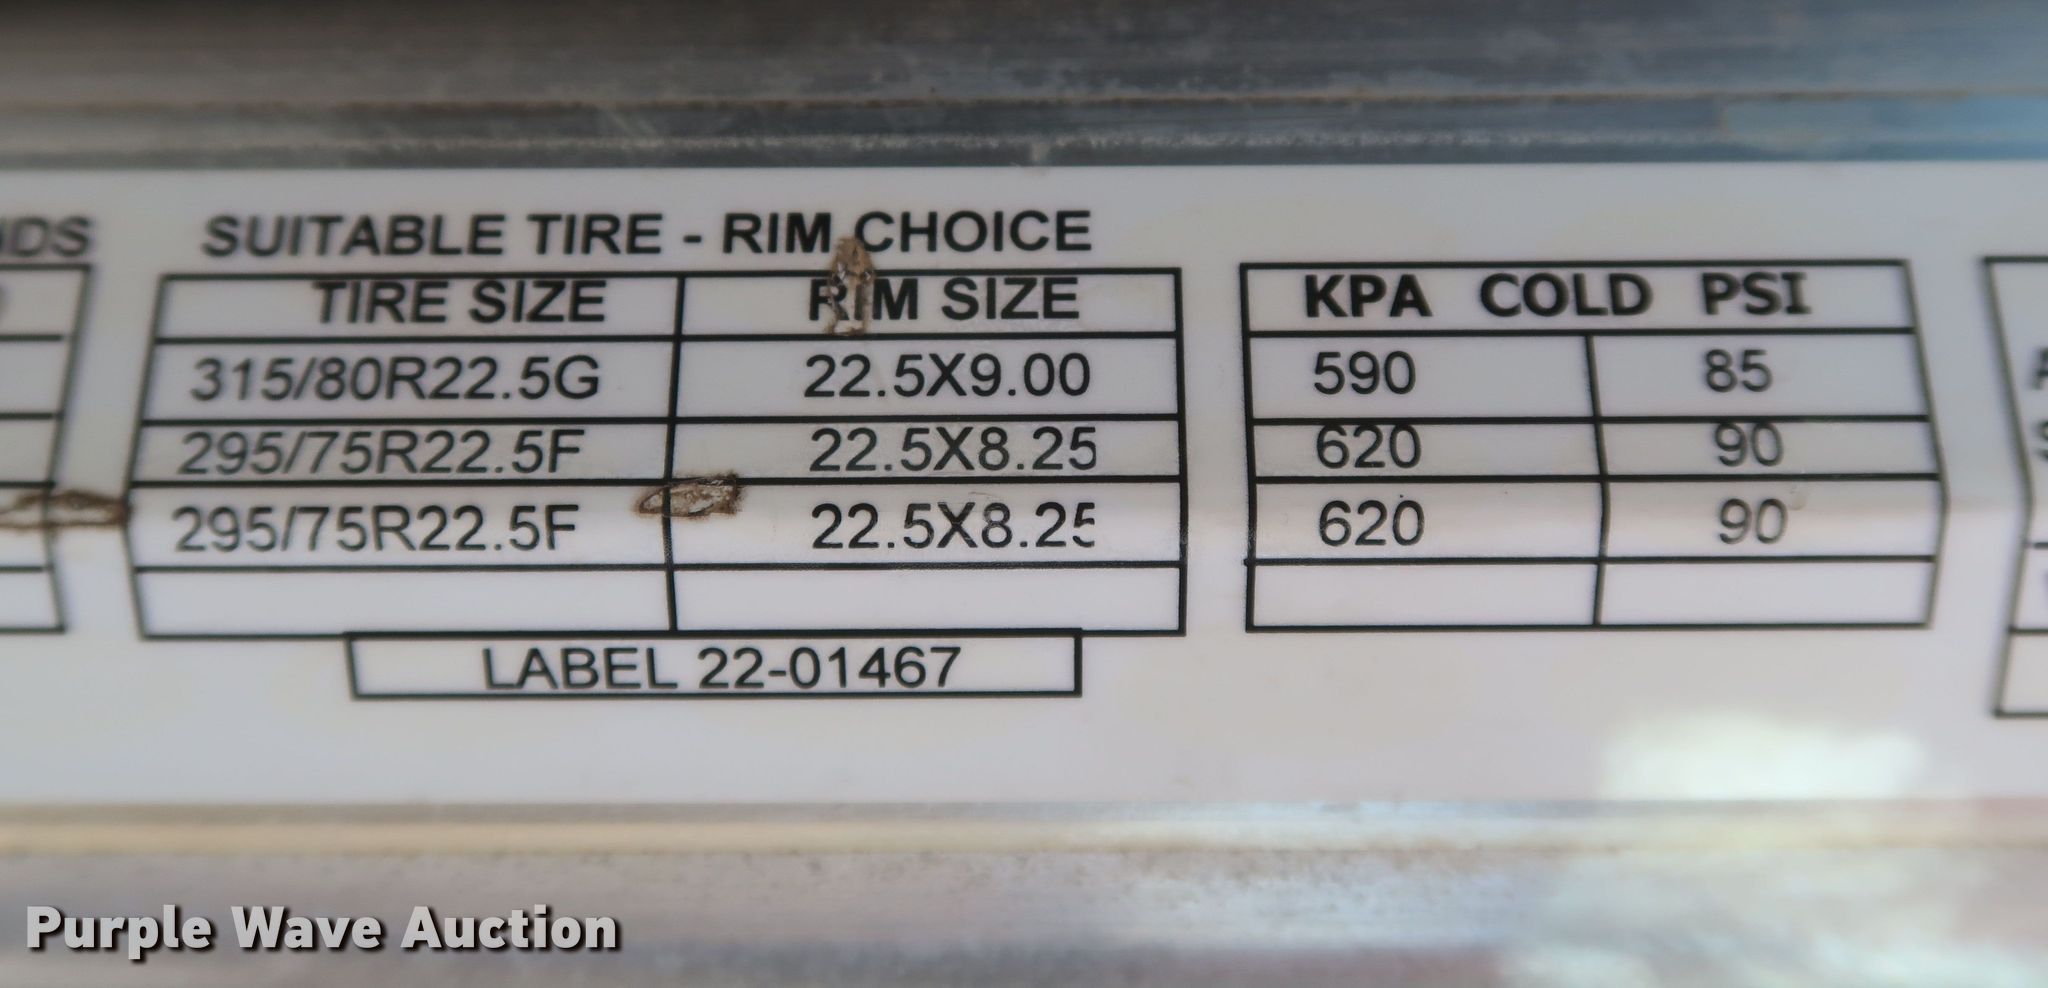 SUITABLE TIRE - RIM CHOICE
TIRE SIZE RIM SIZE KPA COLD PSI
315/80R22.5G 22.5X9.00 590 85
295/75R22.5F 22.5X8.25 620 90
295/75R22.5F 22.5X8.25 620 90
LABEL 22-01467
Purple Wave Auction